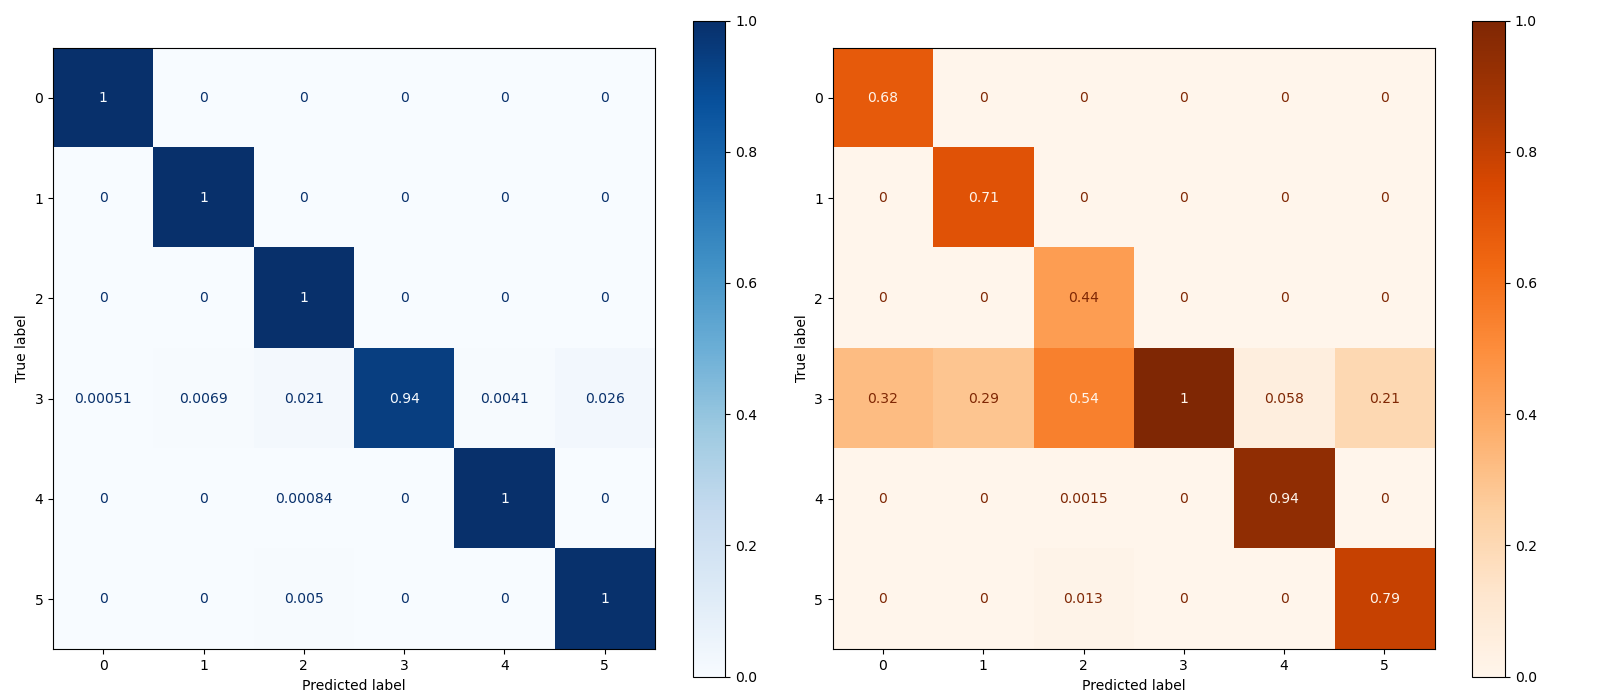 1.0
0 1 0 0 0 0 0
0.8
1 0 1 0 0 0 0
0.6
2 0 0 1 0 0 0
True label
0.4
3 0.00051 0.0069 0.021 0.94 0.0041 0.026
0.2
4 0 0 0.00084 0 1 0
5 0 0 0.005 0 0 1
0.0
0 1 2 3 4 5
Predicted label
1.0
0 0.68 0 0 0 0 0
0.8
1 0 0.71 0 0 0 0
0.6
2 0 0 0.44 0 0 0
True label
0.4
3 0.32 0.29 0.54 1 0.058 0.21
0.2
4 0 0 0.0015 0 0.94 0
5 0 0 0.013 0 0 0.79
0.0
0 1 2 3 4 5
Predicted label